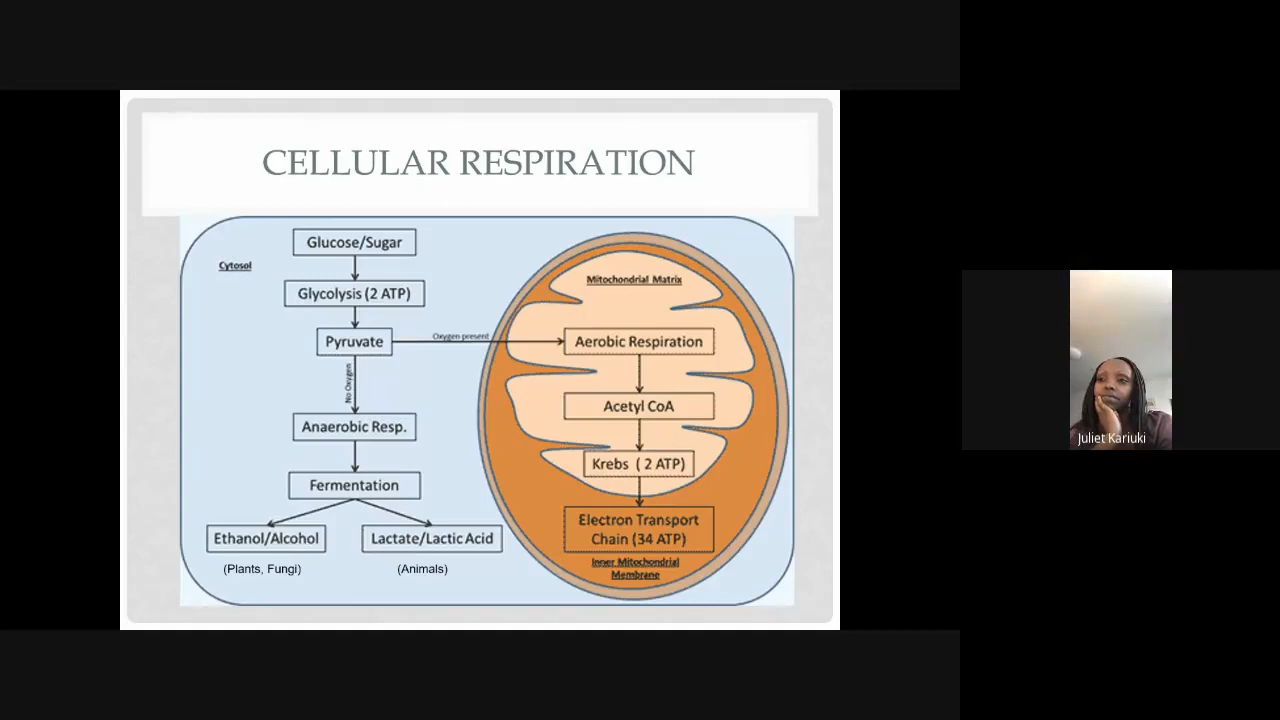 CELLULAR RESPIRATION
Glucose/Sugar
Cytosol
Glycolysis (2 ATP)
Pyruvate
No Oxygen
Anaerobic Resp.
Fermentation
Ethanol/Alcohol
Lactate/Lactic Acid
(Plants, Fungi)
(Animals)
Oxygen present
Mitochondrial Matrix
Aerobic Respiration
Acetyl CoA
Krebs ( 2 ATP)
Electron Transport
Chain (34 ATP)
Inner Mitochondrial
Membrane
Juliet Kariuki